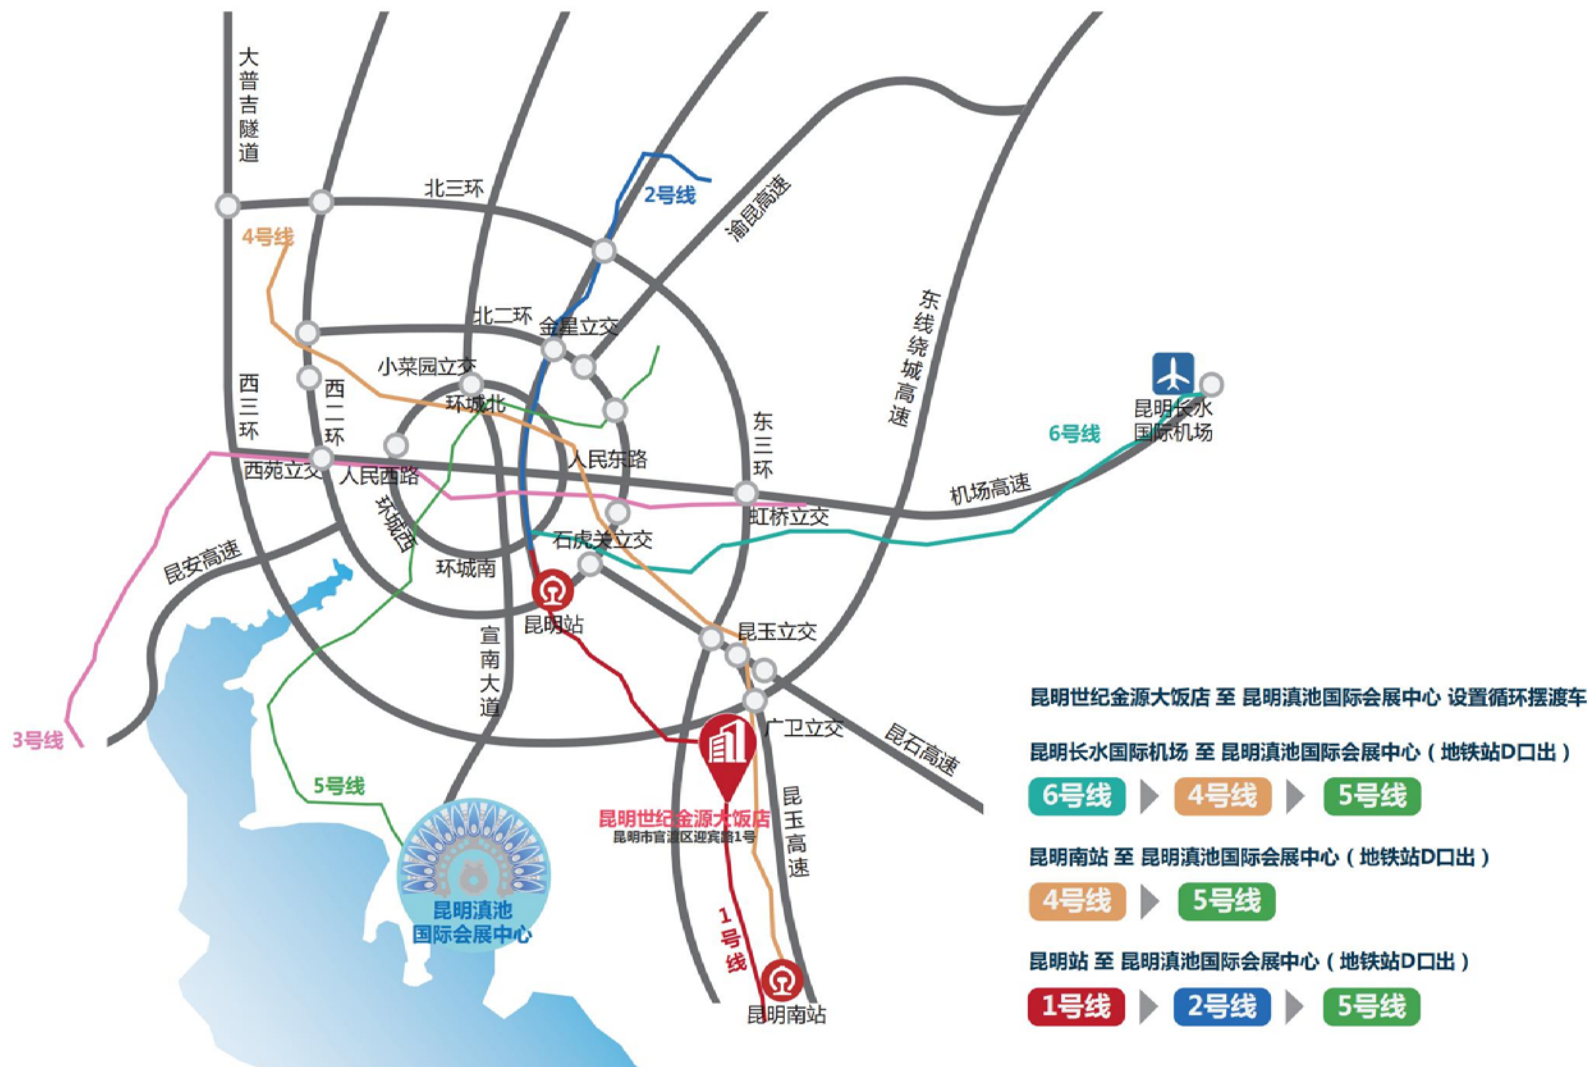 大普吉隧道
北三环
2号线
渝昆高速
4号线
东线绕城高速
北二环
金星立交
小菜园立交
环城北
西三环
西二环
东三环
昆明长水
国际机场
6号线
人民东路
西苑立交
人民西路
机场高速
环城西
虹桥立交
石虎关立交
昆安高速
环城南
昆明站
宣南大道
昆玉立交
3号线
广卫立交
昆石高速
5号线
昆明世纪金源大饭店
昆明市官渡区迎宾路1号
昆玉高速
昆明滇池
国际会展中心
1号线
昆明南站
昆明世纪金源大饭店 至 昆明滇池国际会展中心 设置循环摆渡车
昆明长水国际机场 至 昆明滇池国际会展中心（地铁站D口出）
6号线 4号线 5号线
昆明南站 至 昆明滇池国际会展中心（地铁站D口出）
4号线 5号线
昆明站 至 昆明滇池国际会展中心（地铁站D口出）
1号线 2号线 5号线